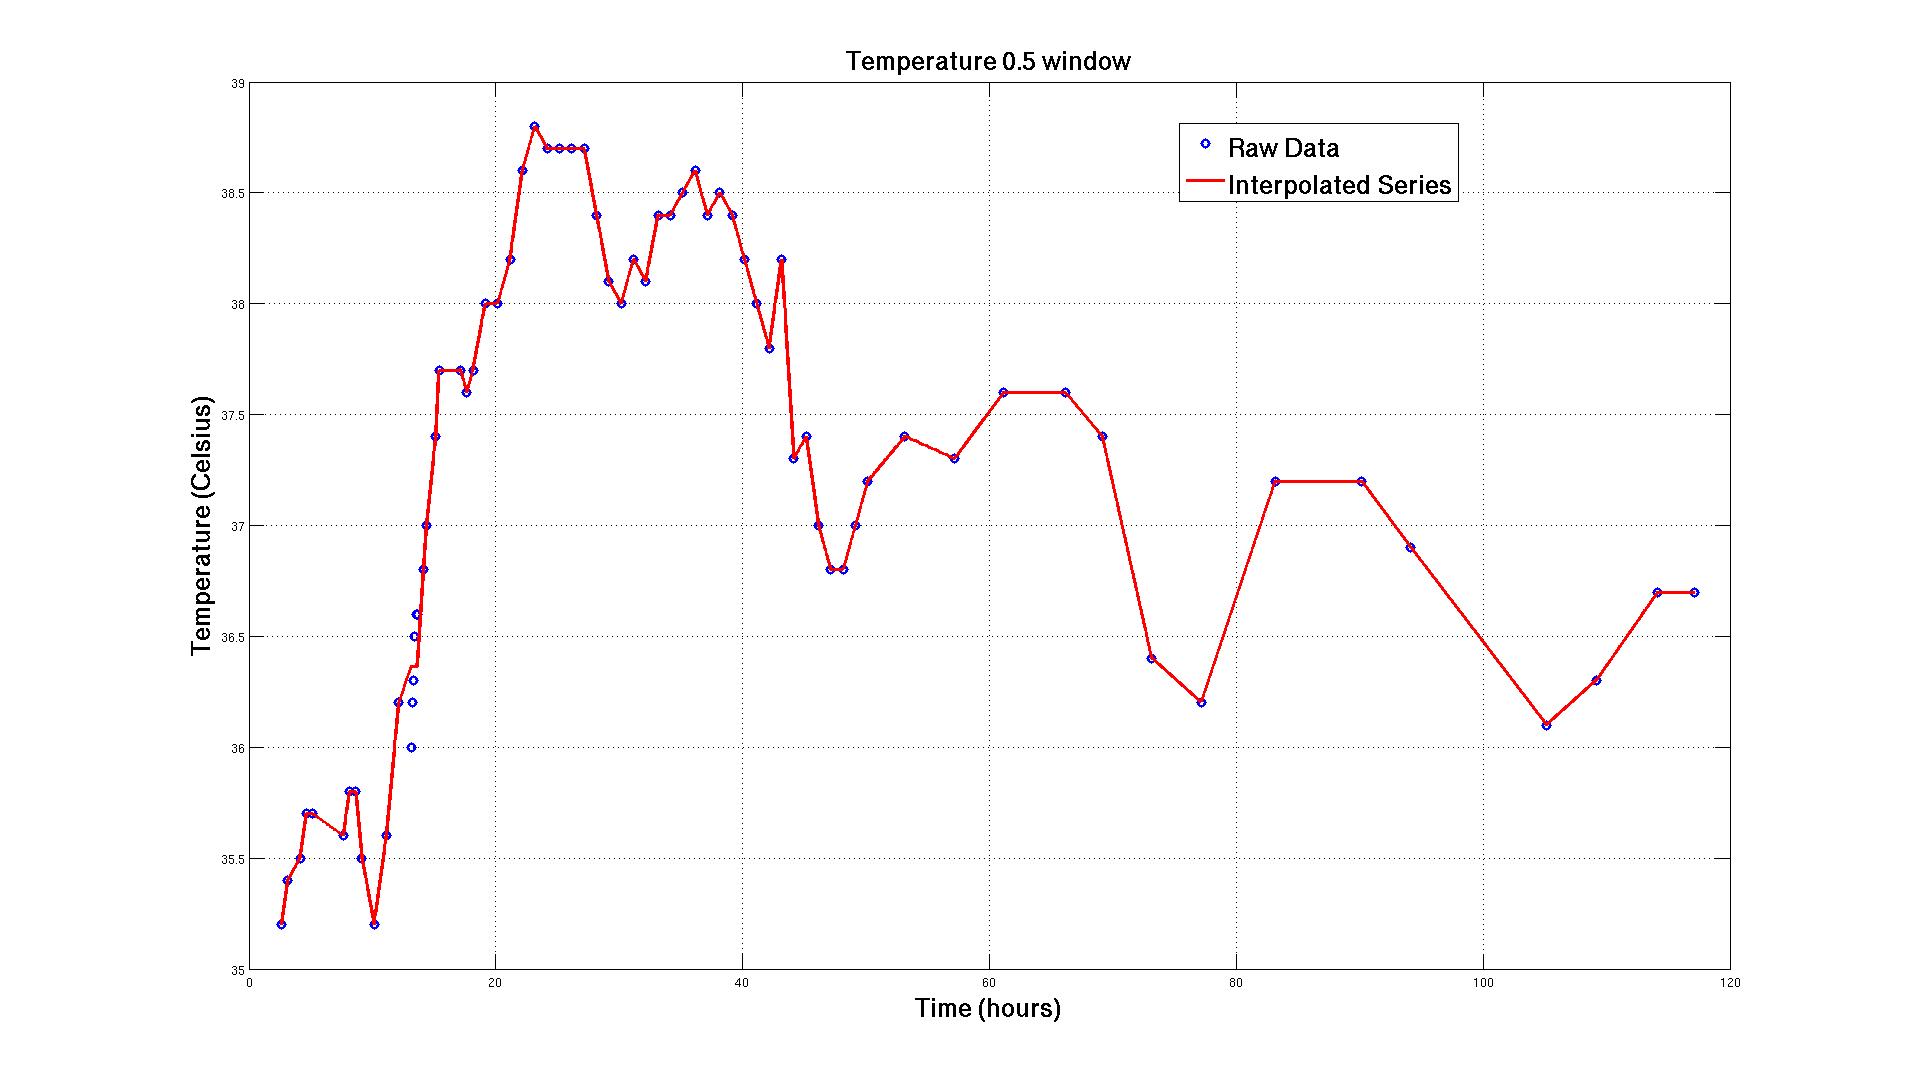 Temperature 0.5 window
39
38.5
38
37.5
37
36.5
36
35.5
35
Temperature (Celsius)
Raw Data
Interpolated Series
0 20 40 60 80 100 120
Time (hours)